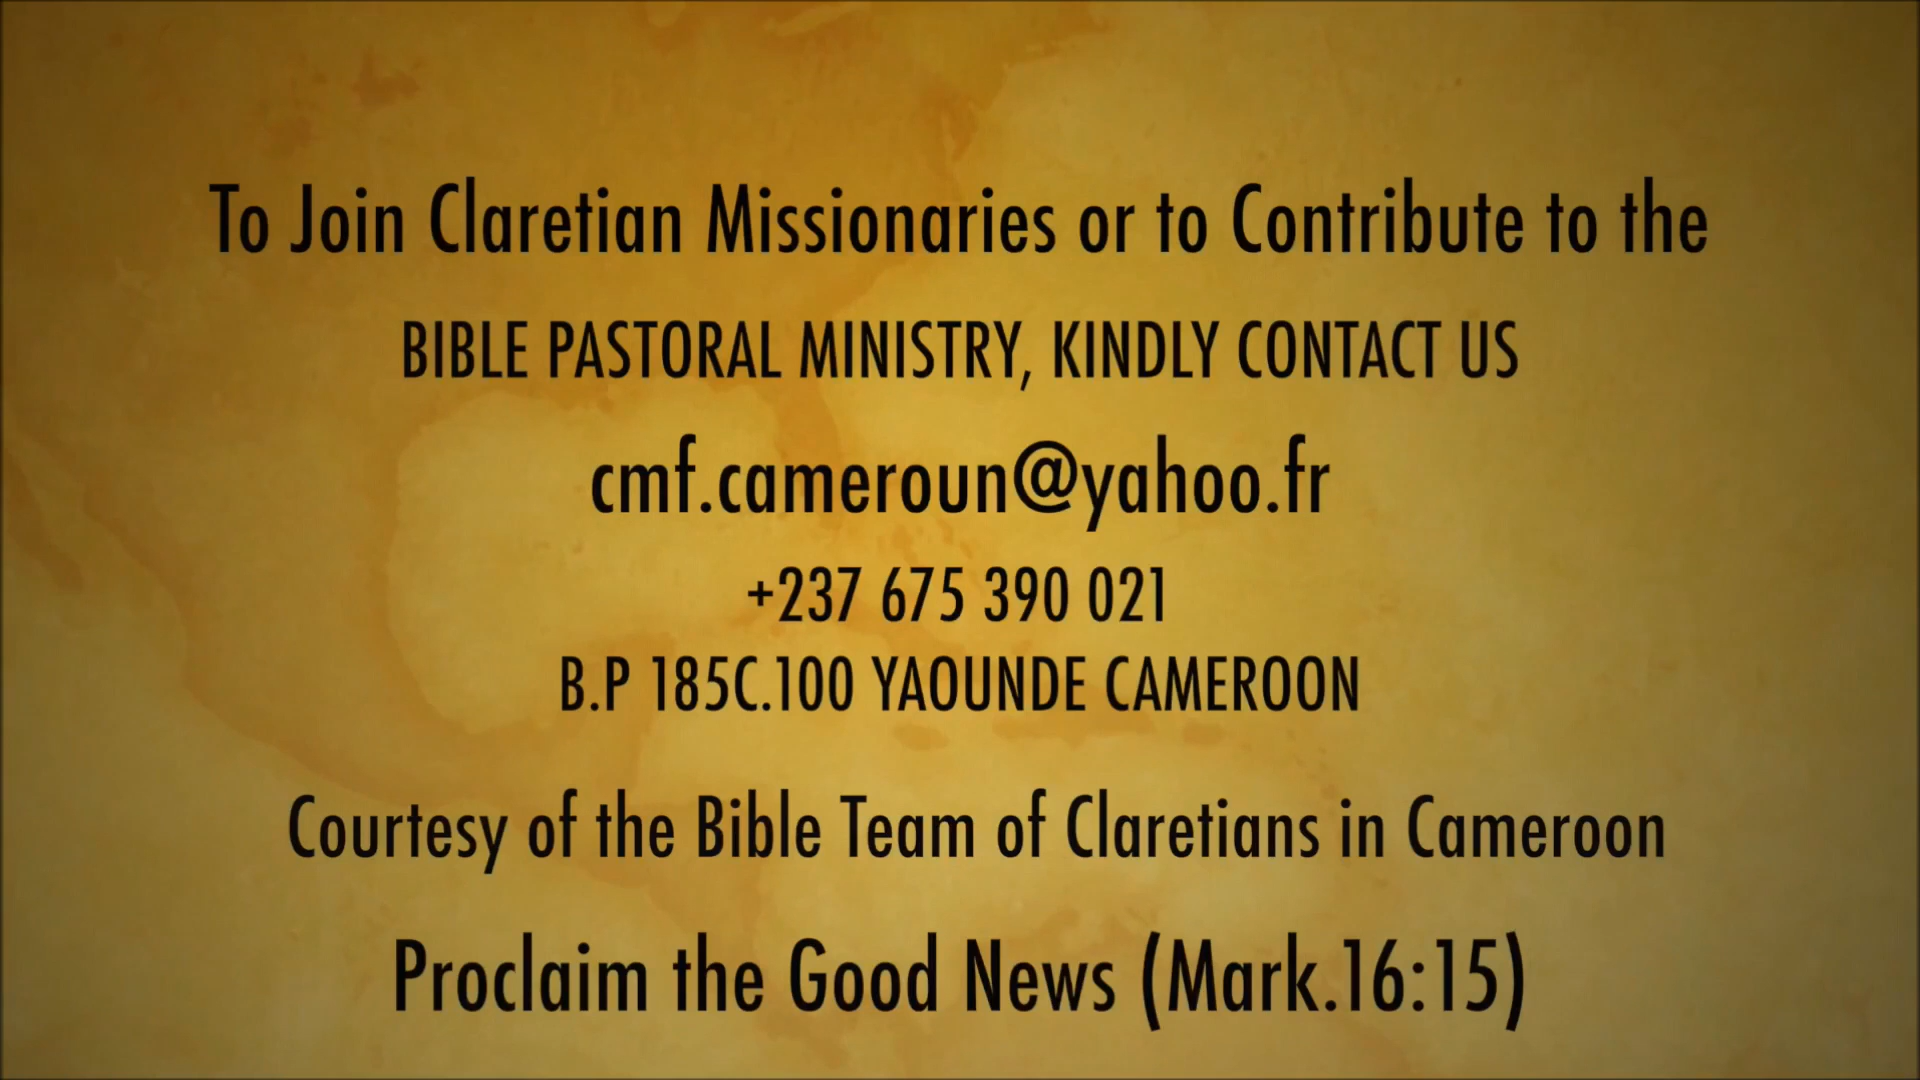 To Join Claretian Missionaries or to Contribute to the
BIBLE PASTORAL MINISTRY, KINDLY CONTACT US
cmf.cameroun@yahoo.fr
+237 675 390 021
B.P 185C.100 YAOUNDE CAMEROON
Courtesy of the Bible Team of Claretians in Cameroon
Proclaim the Good News (Mark.16:15)